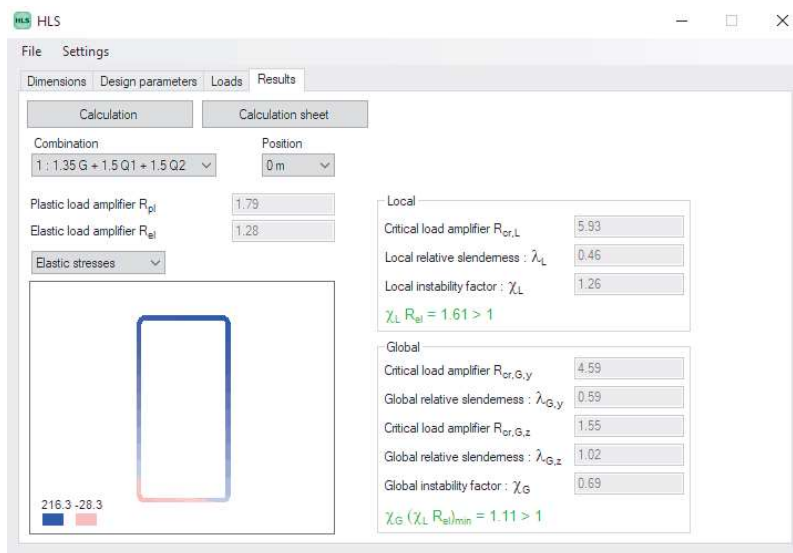 HLS HLS
File Settings
Dimensions Design parameters Loads Results
Calculation Calculation sheet
Combination Position
1 : 1.35 G + 1.5 Q1 + 1.5 Q2 0 m
Plastic load amplifier Rpl 1.79
Elastic load amplifier Rel 1.28
Elastic stresses
216.3 -28.3
Local
Critical load amplifier Rcr,L 5.93
Local relative slenderness : λL 0.46
Local instability factor : χL 1.26
χL Rel = 1.61 > 1
Global
Critical load amplifier Rcr,G,y 4.59
Global relative slenderness : λG,y 0.59
Critical load amplifier Rcr,G,z 1.55
Global relative slenderness : λG,z 1.02
Global instability factor : χG 0.69
χG (χL Rel)min = 1.11 > 1